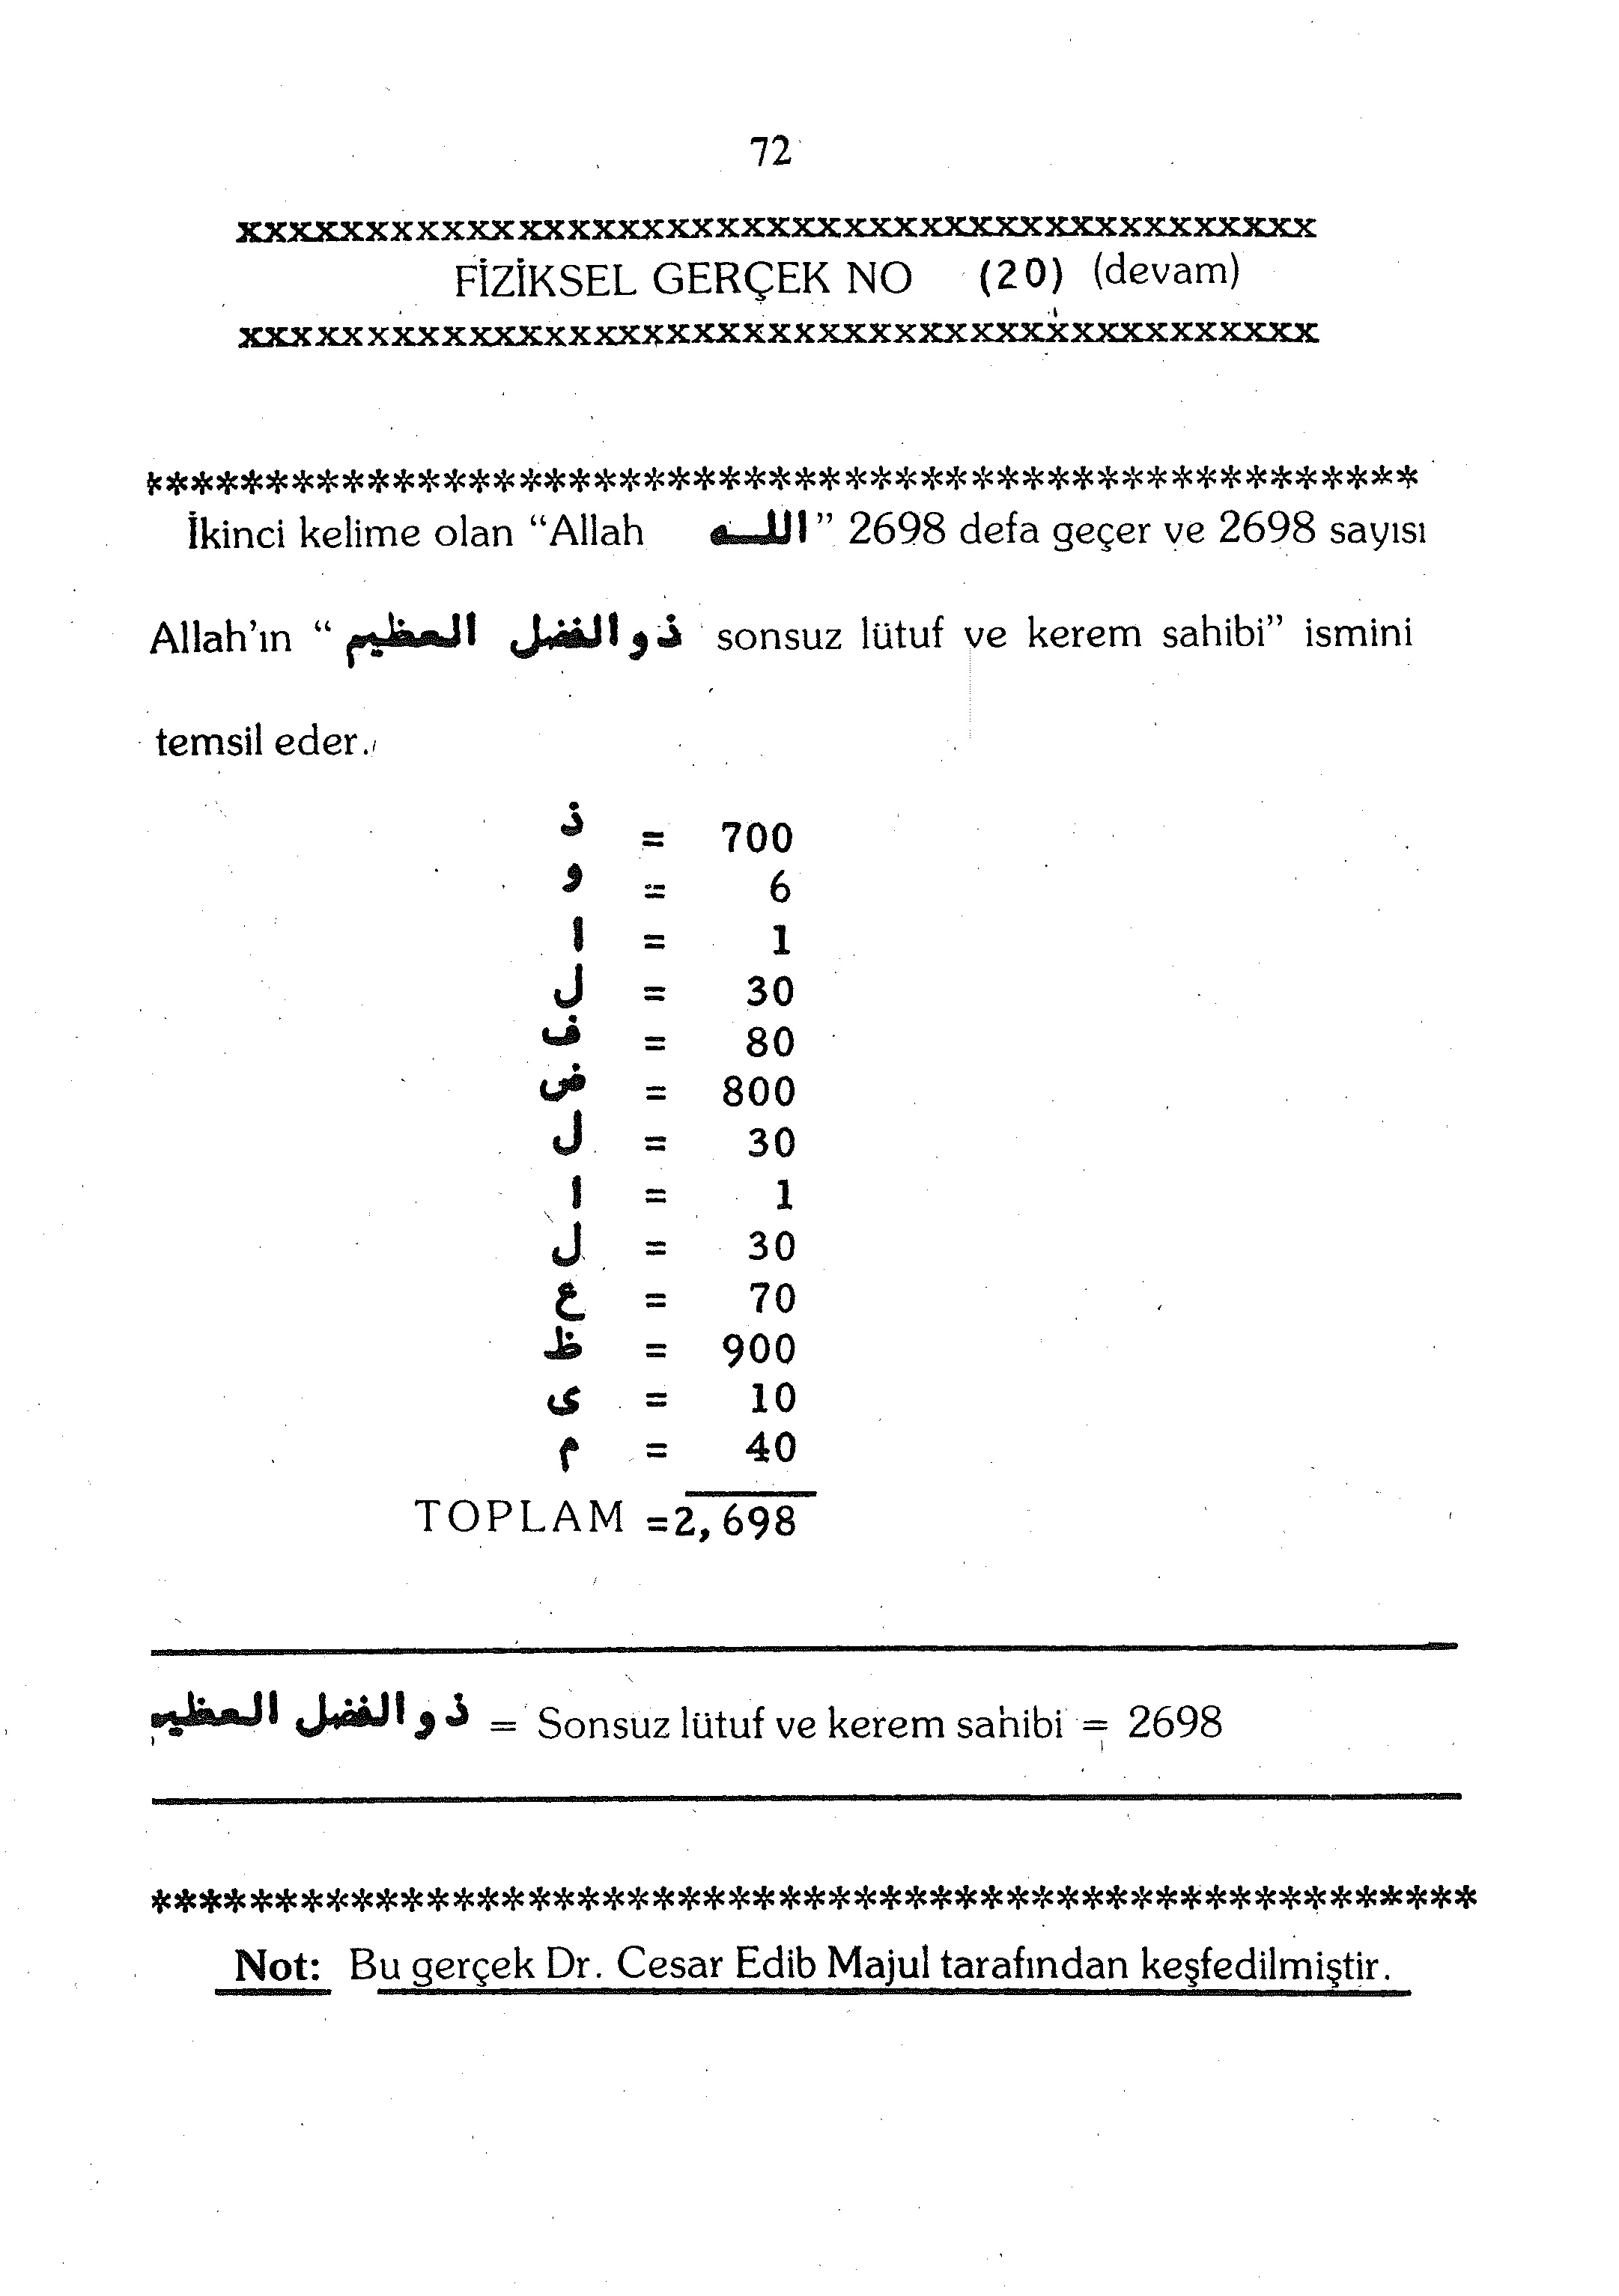 72
xxxxxxxxxxxxxxxxxxxxxxxxxxxxxxxxxxxxxxxxxxx
FİZİKSEL GERÇEK NO (20) (devam)
xxxxxxxxxxxxxxxxxxxxxxxxxxxxxxxxxxxxxxxxxxx
***************************************************
İkinci kelime olan “Allah اللـه” 2698 defa geçer ve 2698 sayısı
Allah’ın “ذو الفضل العظيم sonsuz lütuf ve kerem sahibi” ismini
temsil eder.
ذ = 700
و = 6
ا = 1
ل = 30
ف = 80
ض = 800
ل = 30
ا = 1
ل = 30
ع = 70
ظ = 900
ى = 10
م = 40
TOPLAM =2,698
ذو الفضل العظيم = Sonsuz lütuf ve kerem sahibi = 2698
*****************************************************
Not: Bu gerçek Dr. Cesar Edib Majul tarafından keşfedilmiştir.